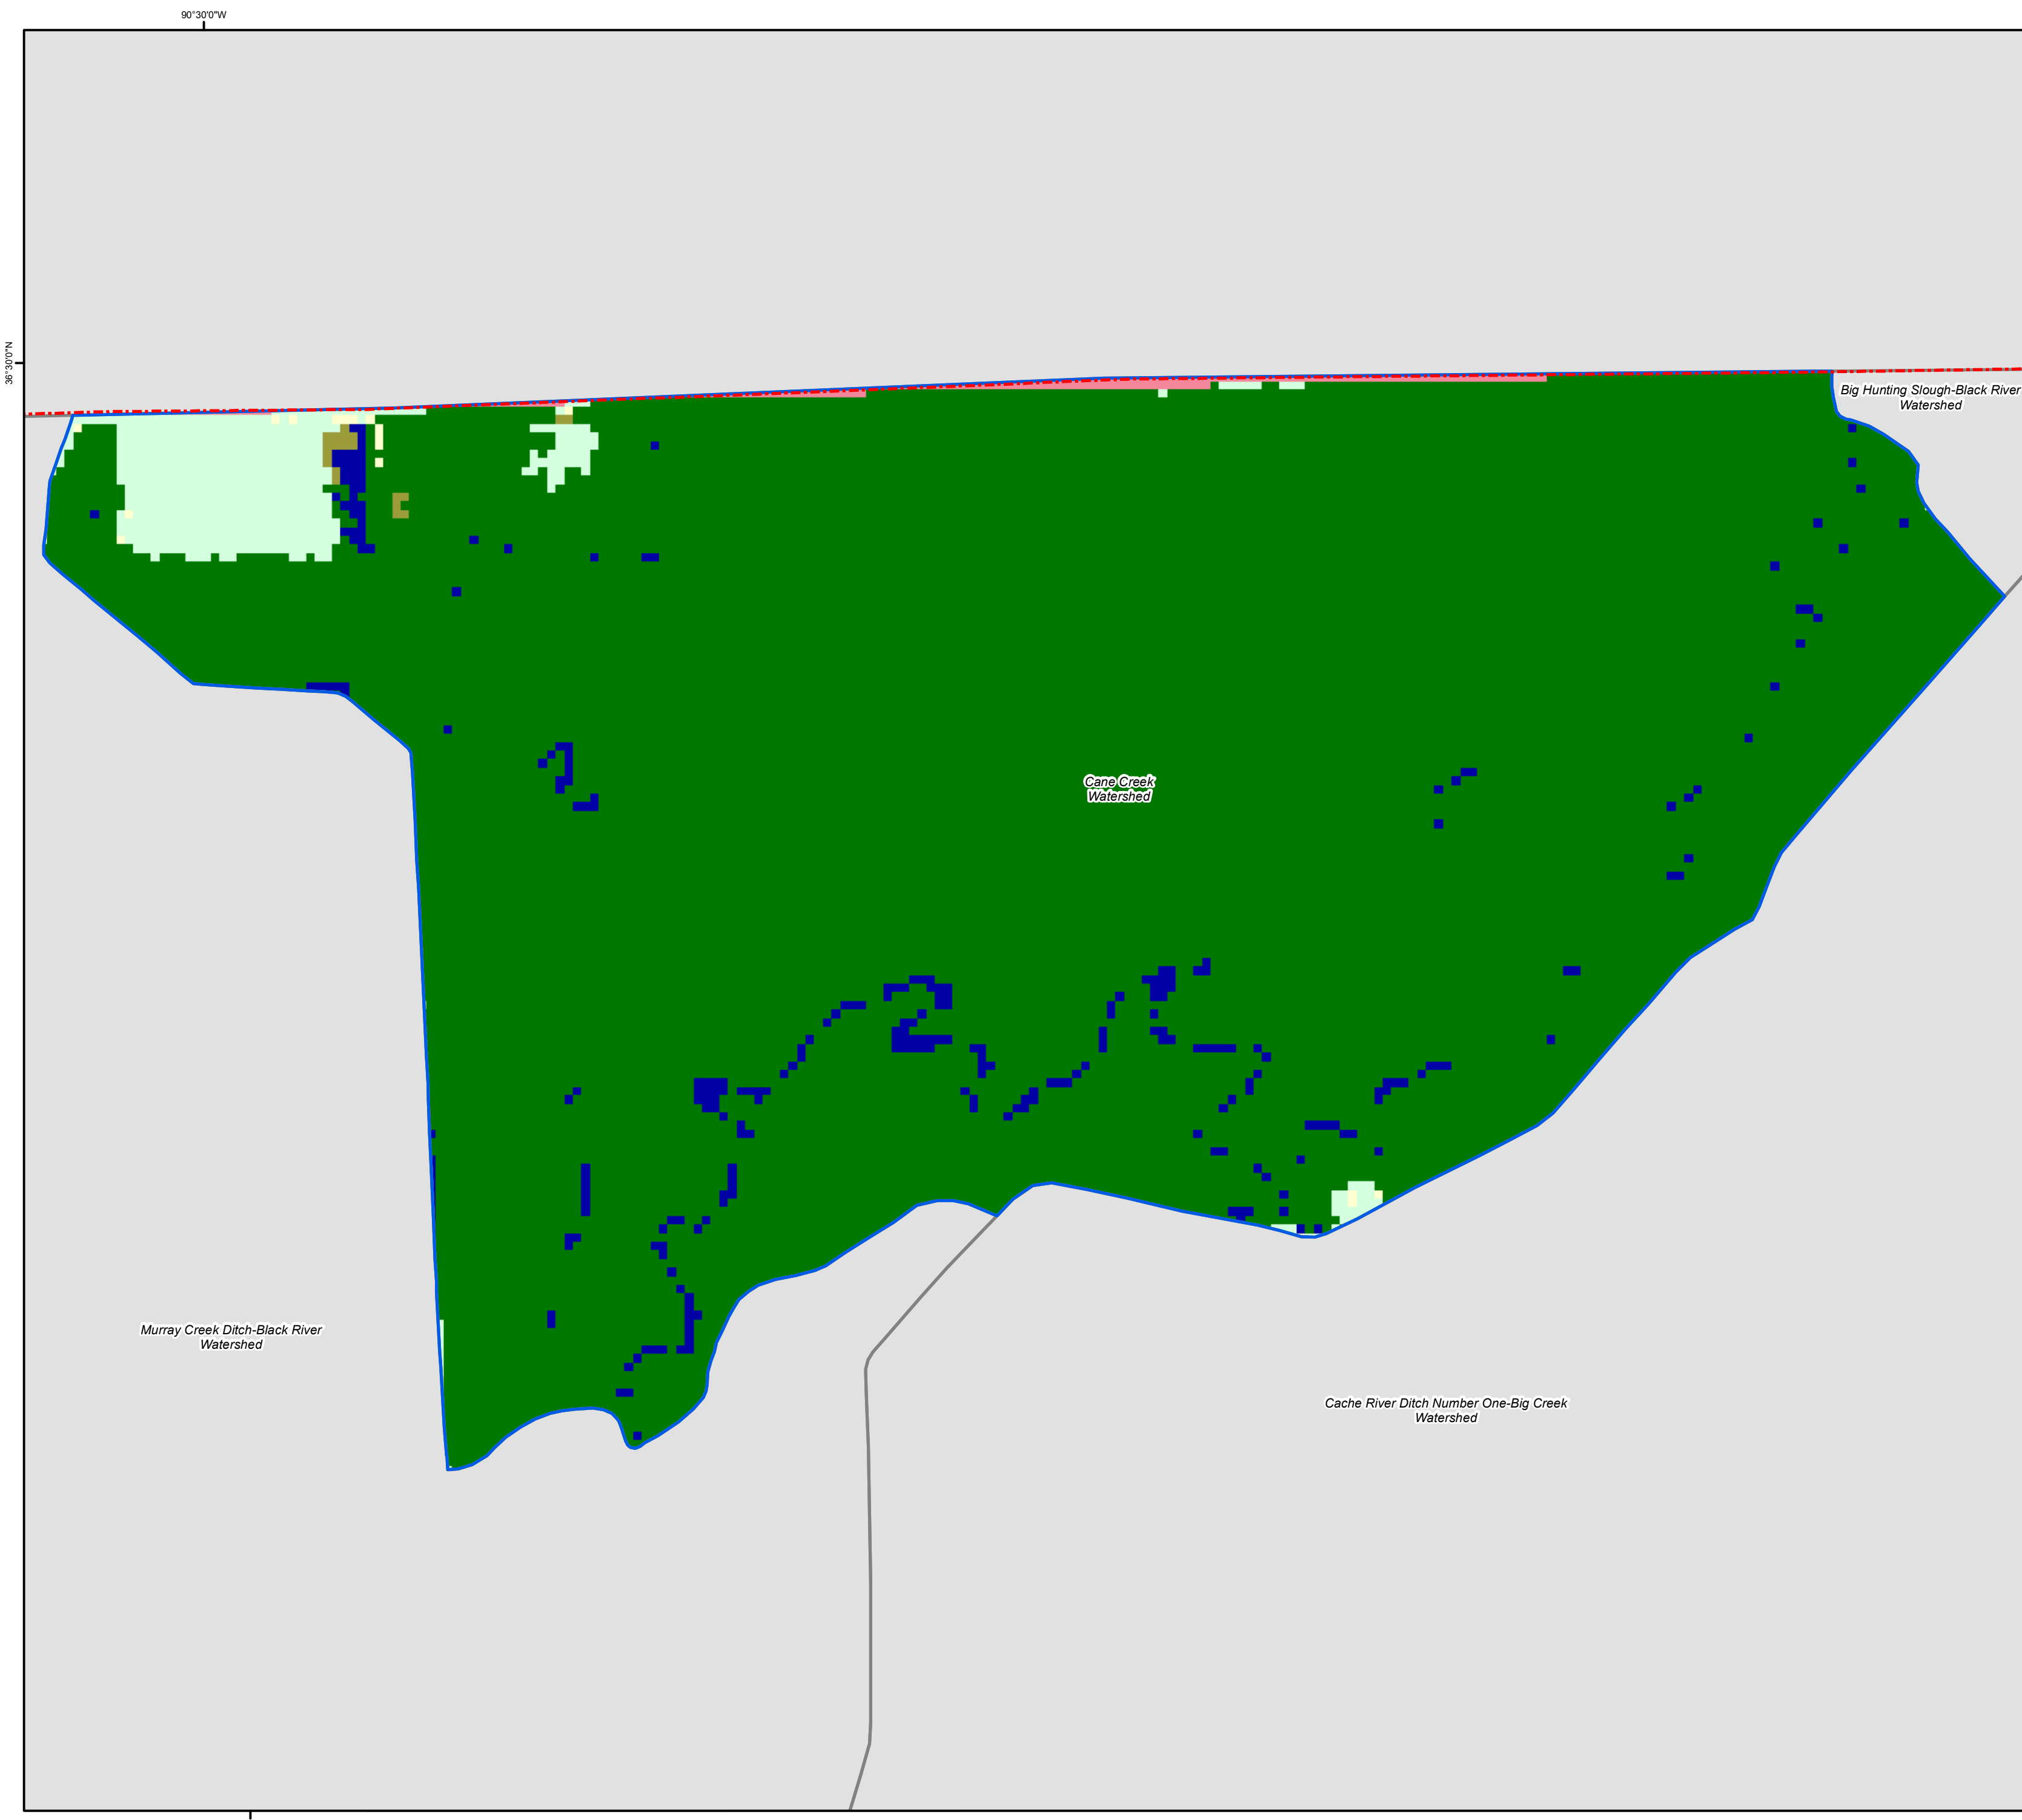 90°30'0"W
36°30'0"N
Big Hunting Slough-Black River
Watershed
Cane Creek
Watershed
Murray Creek Ditch-Black River
Watershed
Cache River Ditch Number One-Big Creek
Watershed